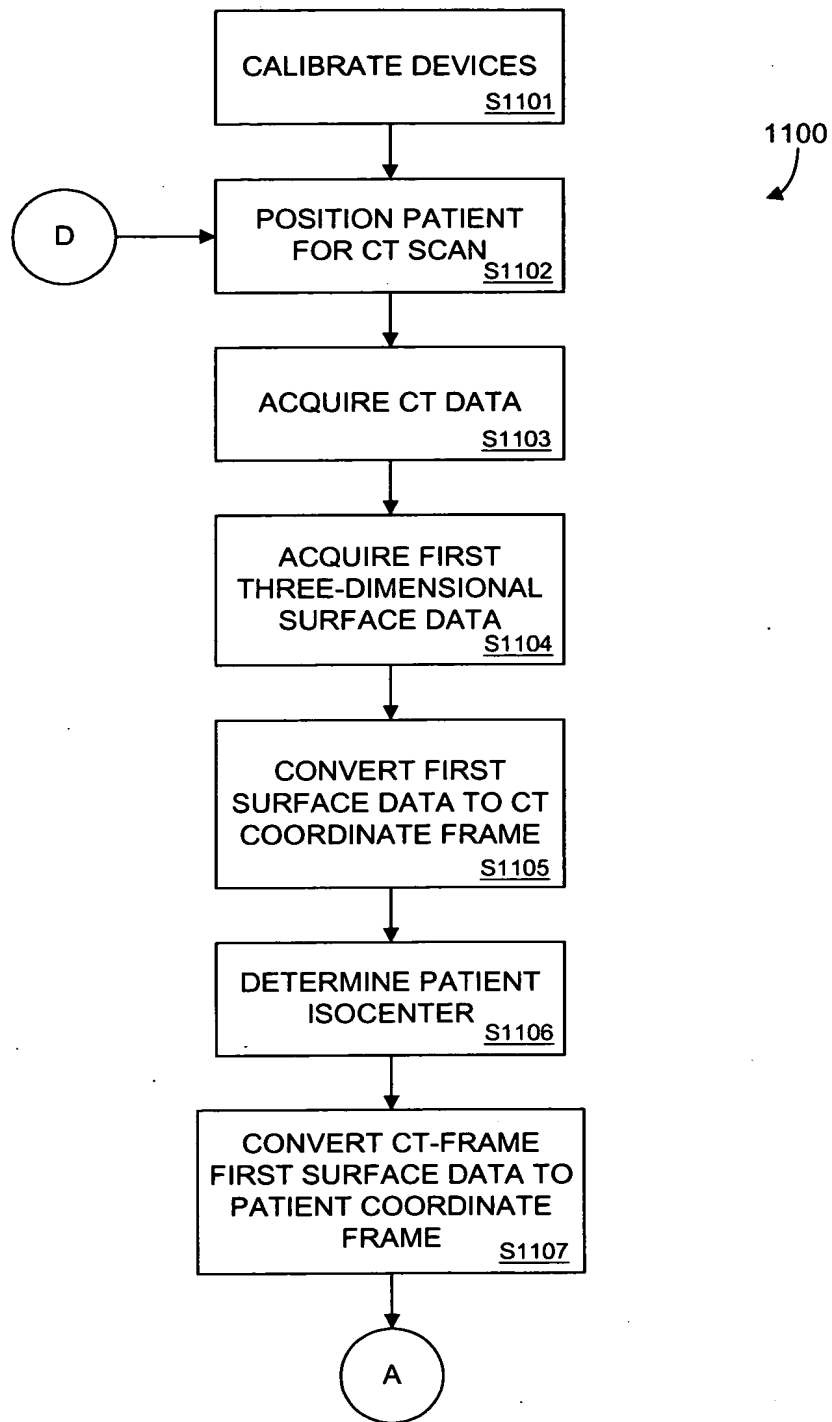 CALIBRATE DEVICES
S1101
1100
D
POSITION PATIENT
FOR CT SCAN
S1102
ACQUIRE CT DATA
S1103
ACQUIRE FIRST
THREE-DIMENSIONAL
SURFACE DATA
S1104
CONVERT FIRST
SURFACE DATA TO CT
COORDINATE FRAME
S1105
DETERMINE PATIENT
ISOCENTER
S1106
CONVERT CT-FRAME
FIRST SURFACE DATA TO
PATIENT COORDINATE
FRAME
S1107
A